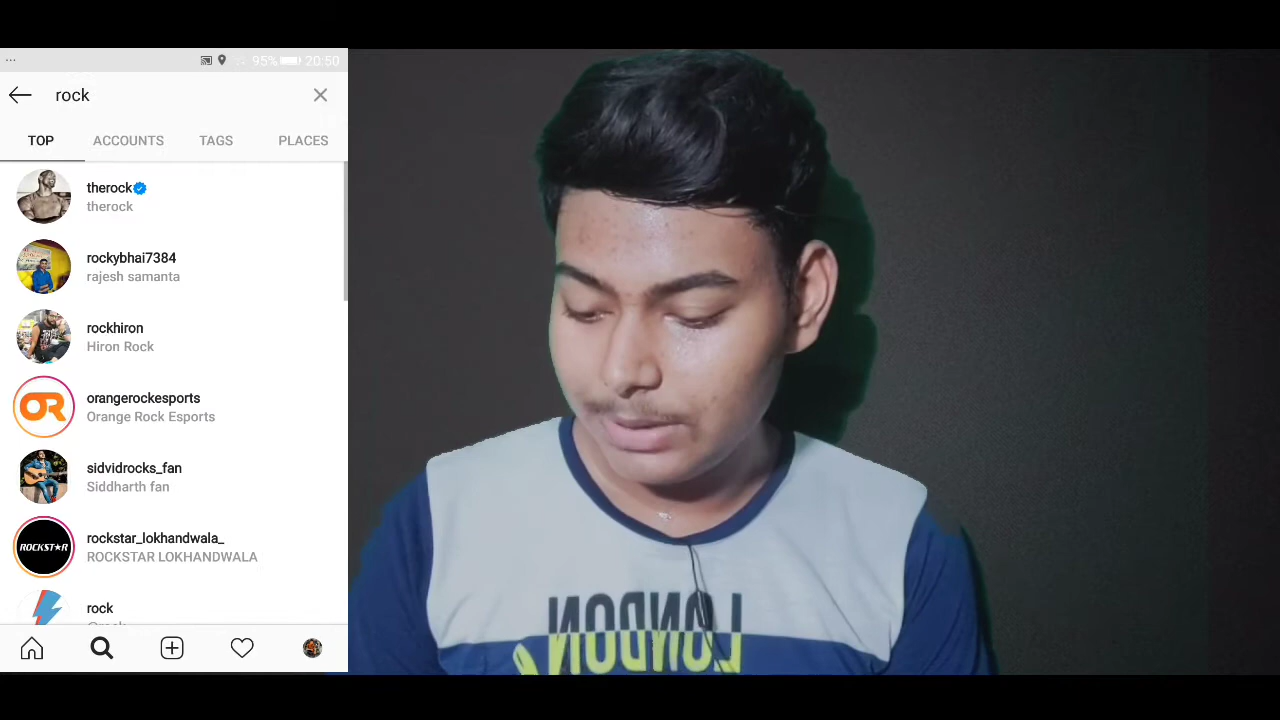 ... 95% 20:50
rock
TOP ACCOUNTS TAGS PLACES
therock
therock
rockybhai7384
rajesh samanta
rockhiron
Hiron Rock
OR
orangerockesports
Orange Rock Esports
sidvidrocks_fan
Siddharth fan
ROCKST★R
rockstar_lokhandwala_
ROCKSTAR LOKHANDWALA
rock
LONDON